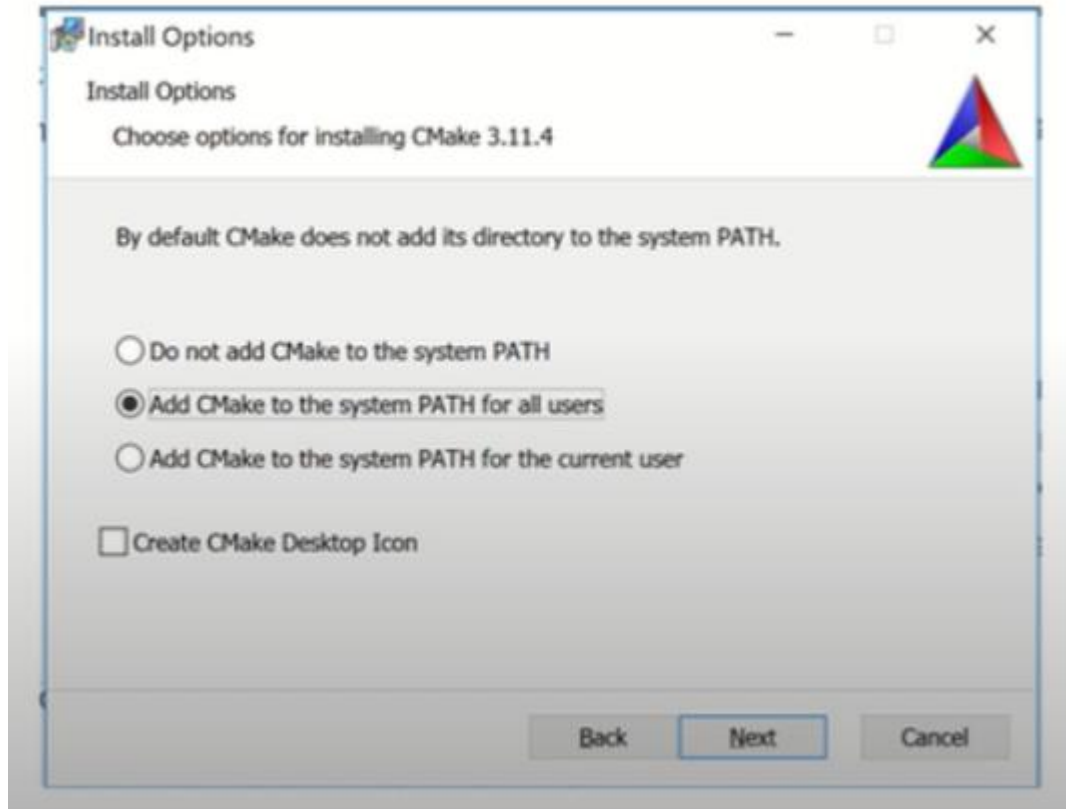 Install Options
Install Options
Choose options for installing CMake 3.11.4
By default CMake does not add its directory to the system PATH.
Do not add CMake to the system PATH
Add CMake to the system PATH for all users
Add CMake to the system PATH for the current user
Create CMake Desktop Icon
Back Next Cancel